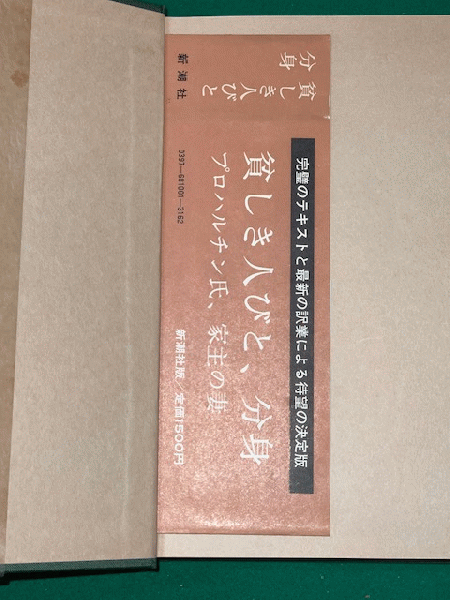 完璧のテキストと最新の訳業による待望の決定版
貧しき人びと、分身
プロハルチン氏、家主の妻
新潮社版/定価1500円
分身
貧しき人びと
新潮社
3397—681001—2162